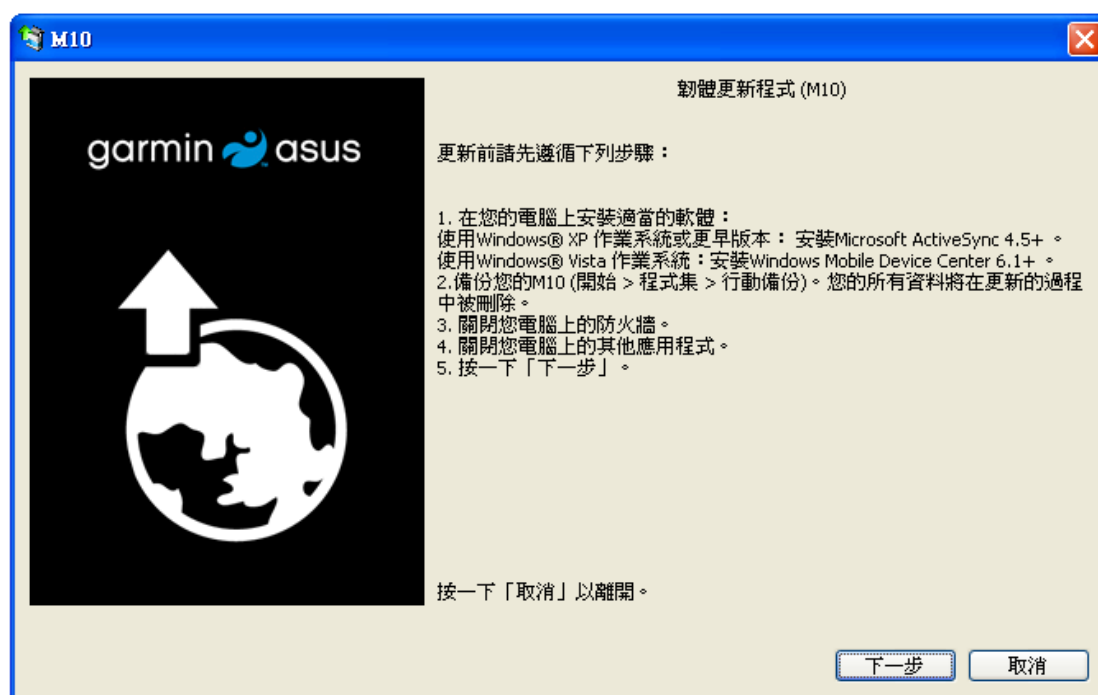 M10
garmin asus
韌體更新程式 (M10)
更新前請先遵循下列步驟：
1. 在您的電腦上安裝適當的軟體：
使用Windows® XP 作業系統或更早版本： 安裝Microsoft ActiveSync 4.5+ 。
使用Windows® Vista 作業系統：安裝Windows Mobile Device Center 6.1+ 。
2.備份您的M10 (開始 > 程式集 > 行動備份)。您的所有資料將在更新的過程
中被刪除。
3. 關閉您電腦上的防火牆。
4. 關閉您電腦上的其他應用程式。
5. 按一下「下一步」。
按一下「取消」以離開。
下一步
取消